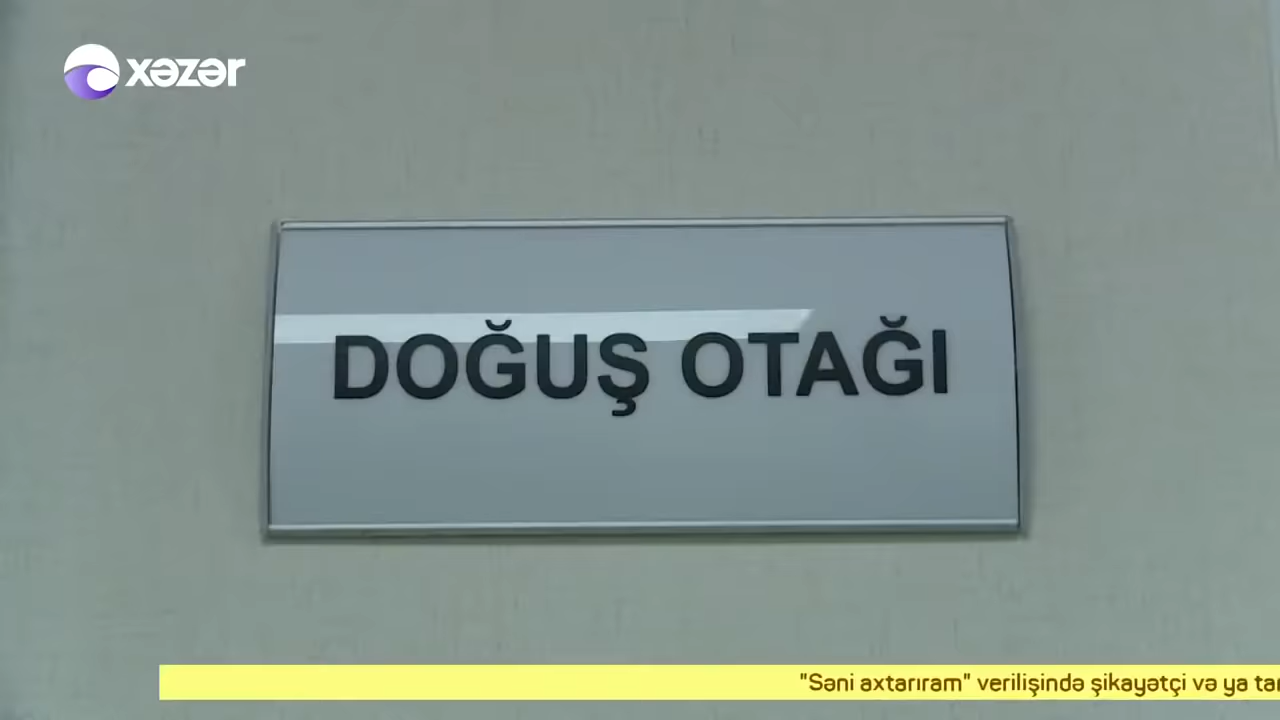 xəzər
DOĞUŞ OTAĞI
"Səni axtarıram" verilişində şikayətçi və ya